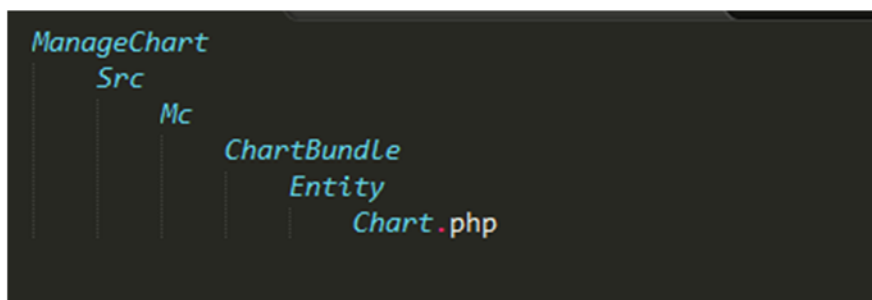 ManageChart
Src
Mc
ChartBundle
Entity
Chart.php